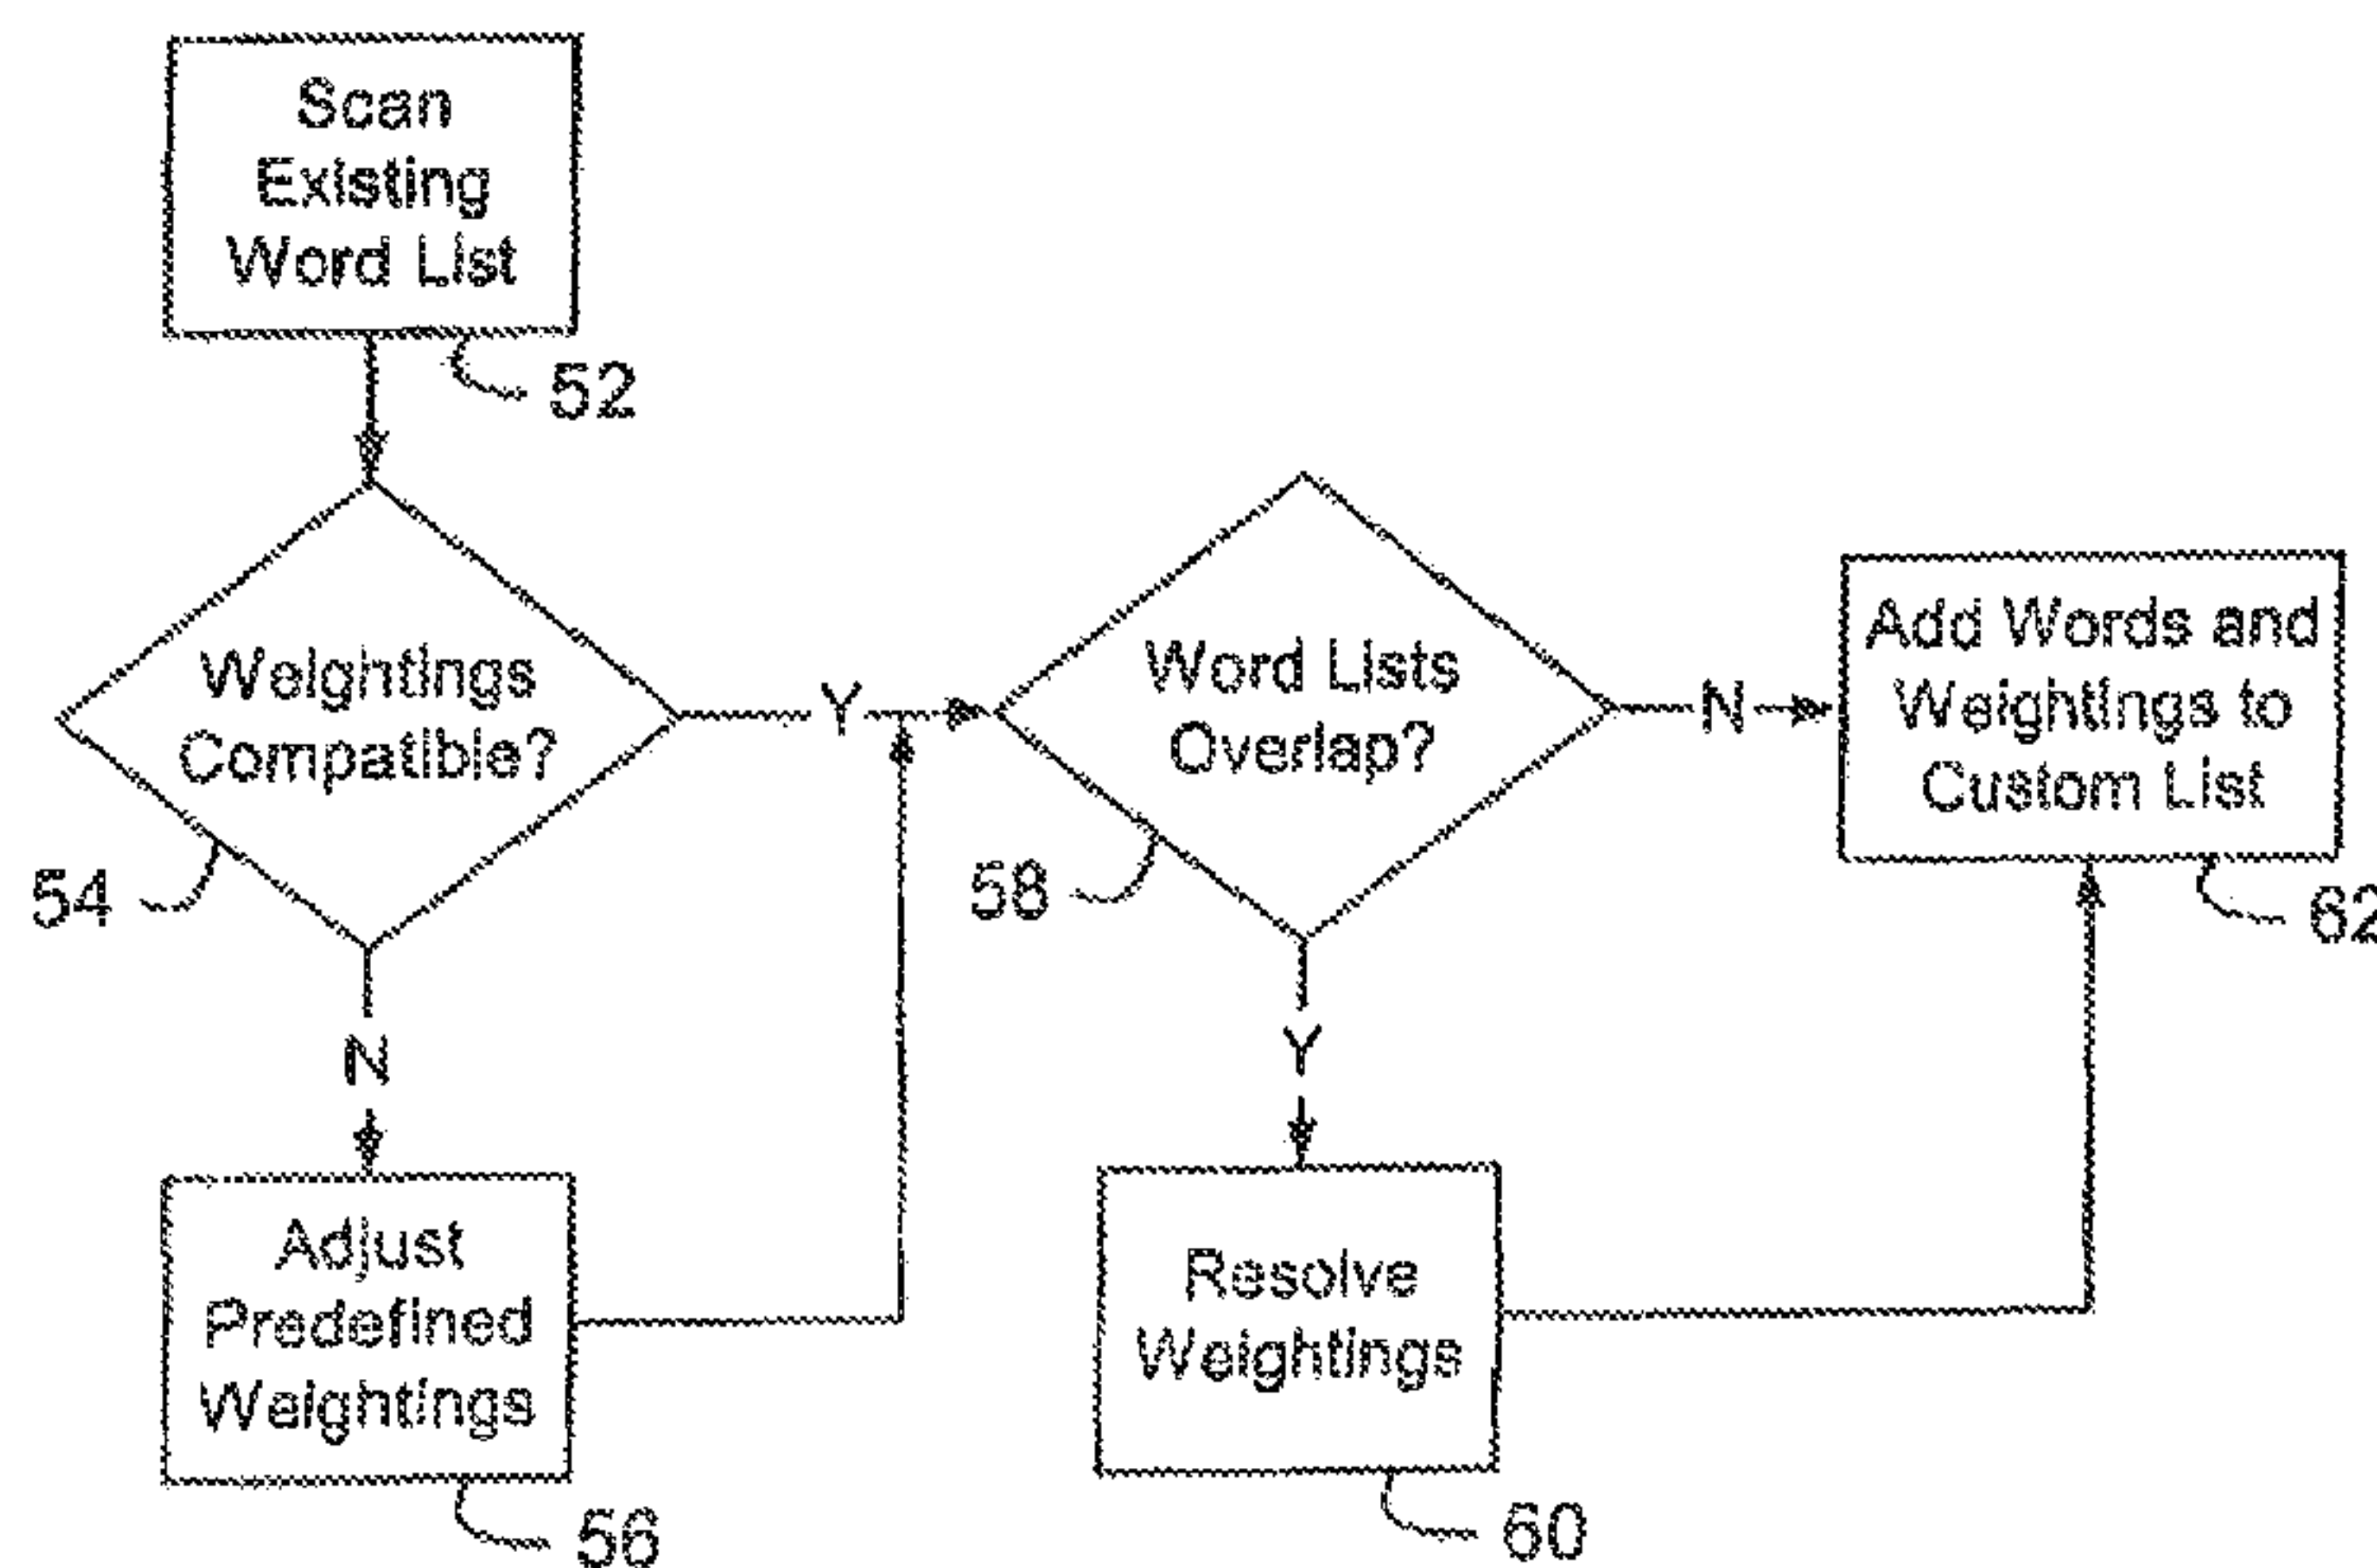 Scan
Existing
Word List
52
Weightings
Compatible?
54
Y
N
Adjust
Predefined
Weightings
56
Word Lists
Overlap?
58
N
Y
Resolve
Weightings
60
Add Words and
Weightings to
Custom List
62